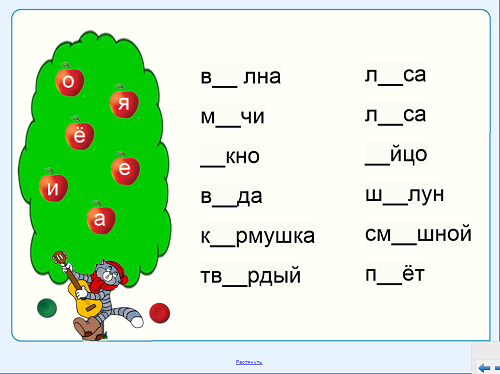 о
я
ё
е
и
а
в__ лна
л__са
м__чи
л__са
__кно
__йцо
в__да
ш__лун
к__рмушка
см__шной
тв__рдый
п__ёт
Растянуть